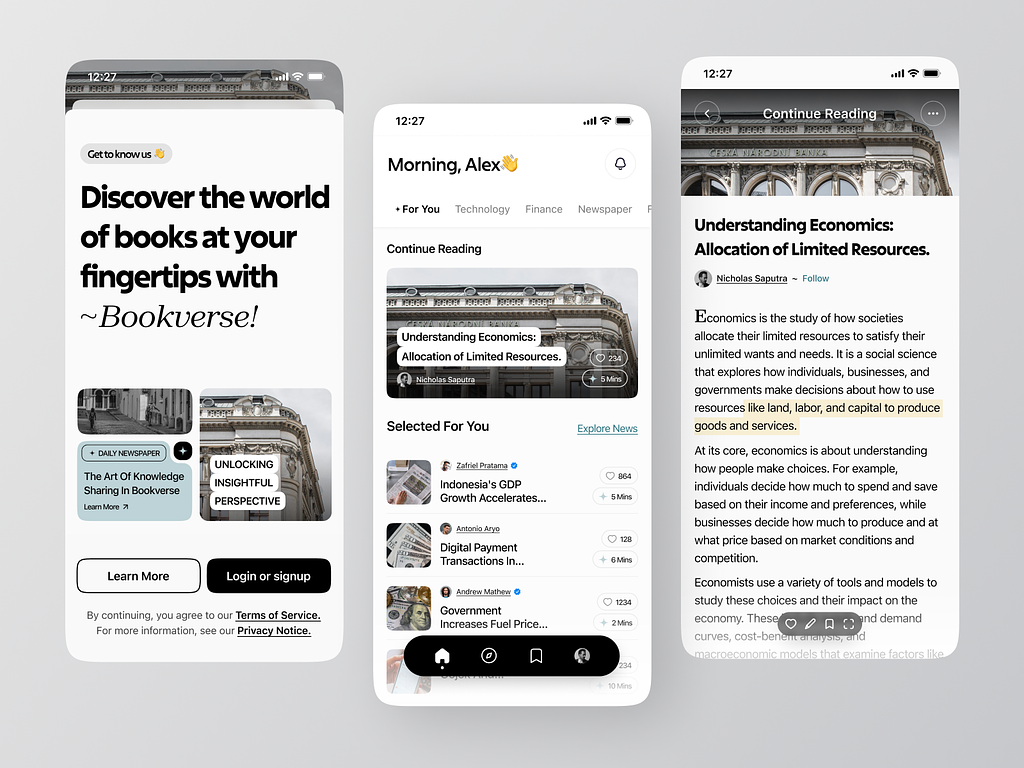 12:27
Get to know us 👋
Discover the world
of books at your
fingertips with
~Bookverse!
DAILY NEWSPAPER
The Art Of Knowledge
Sharing In Bookverse
Learn More ↗
UNLOCKING
INSIGHTFUL
PERSPECTIVE
Learn More
Login or signup
By continuing, you agree to our Terms of Service.
For more information, see our Privacy Notice.
12:27
Morning, Alex👋
For You
Technology
Finance
Newspaper
F
Continue Reading
Understanding Economics:
Allocation of Limited Resources.
Nicholas Saputra
234
5 Mins
Selected For You
Explore News
Zafriel Pratama
Indonesia's GDP
Growth Accelerates...
864
5 Mins
Antonio Aryo
Digital Payment
Transactions In...
128
6 Mins
Andrew Mathew
Government
Increases Fuel Price...
1234
2 Mins
234
10 Mins
12:27
Continue Reading
ČESKÁ NÁRODNÍ BANKA
Understanding Economics:
Allocation of Limited Resources.
Nicholas Saputra ~ Follow
Economics is the study of how societies
allocate their limited resources to satisfy their
unlimited wants and needs. It is a social science
that explores how individuals, businesses, and
governments make decisions about how to use
resources like land, labor, and capital to produce
goods and services.
At its core, economics is about understanding
how people make choices. For example,
individuals decide how much to spend and save
based on their income and preferences, while
businesses decide how much to produce and at
what price based on market conditions and
competition.
Economists use a variety of tools and models to
study these choices and their impact on the
economy. These and demand
curves, cost-benefit analysis, and
macroeconomic models that examine factors like